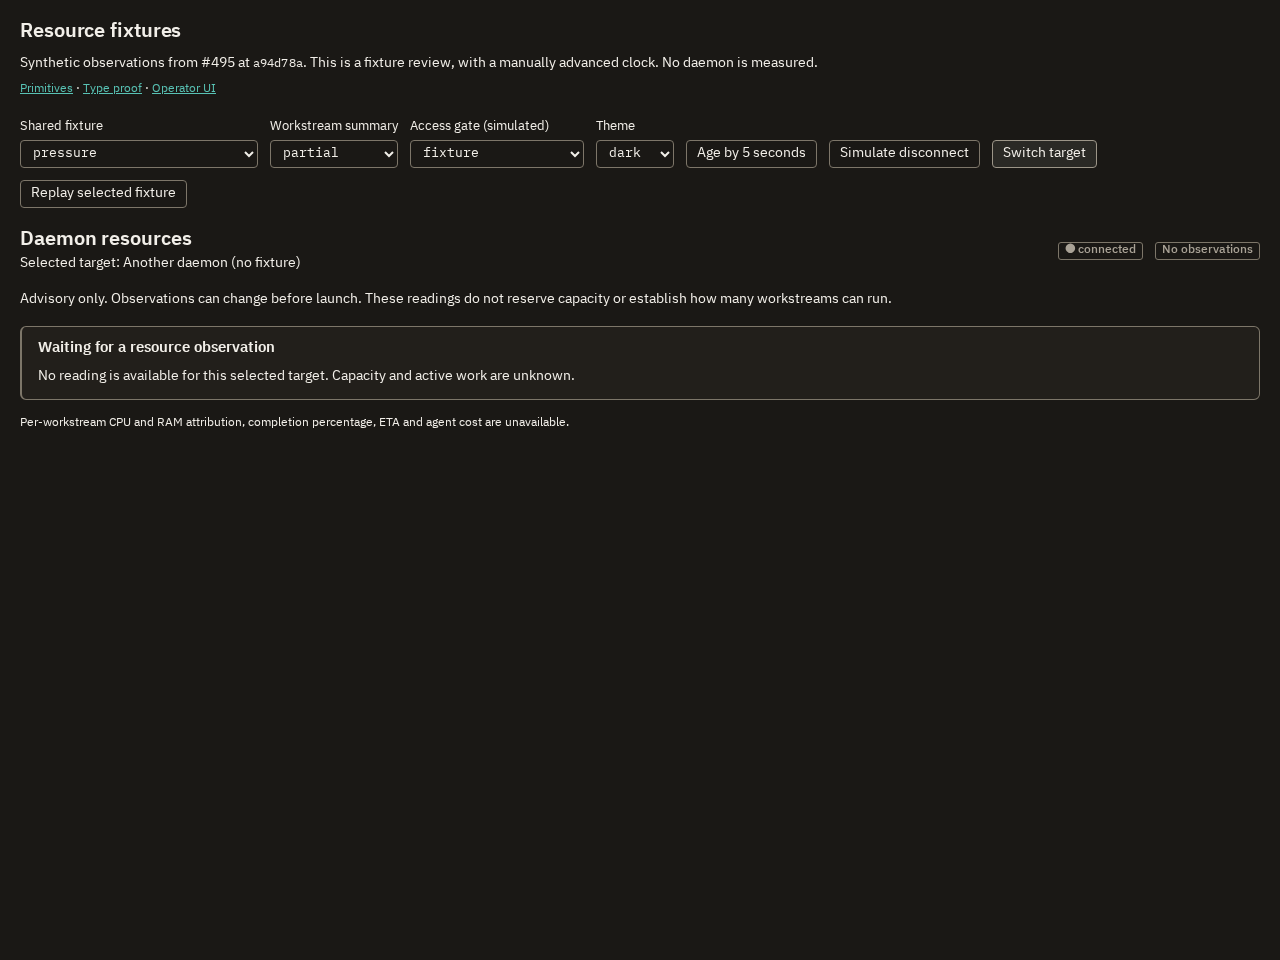 Resource fixtures
Synthetic observations from #495 at a94d78a. This is a fixture review, with a manually advanced clock. No daemon is measured.
Primitives · Type proof · Operator UI
Shared fixture Workstream summary Access gate (simulated) Theme
pressure partial fixture dark Age by 5 seconds Simulate disconnect Switch target
Replay selected fixture
Daemon resources
connected No observations
Selected target: Another daemon (no fixture)
Advisory only. Observations can change before launch. These readings do not reserve capacity or establish how many workstreams can run.
Waiting for a resource observation
No reading is available for this selected target. Capacity and active work are unknown.
Per-workstream CPU and RAM attribution, completion percentage, ETA and agent cost are unavailable.